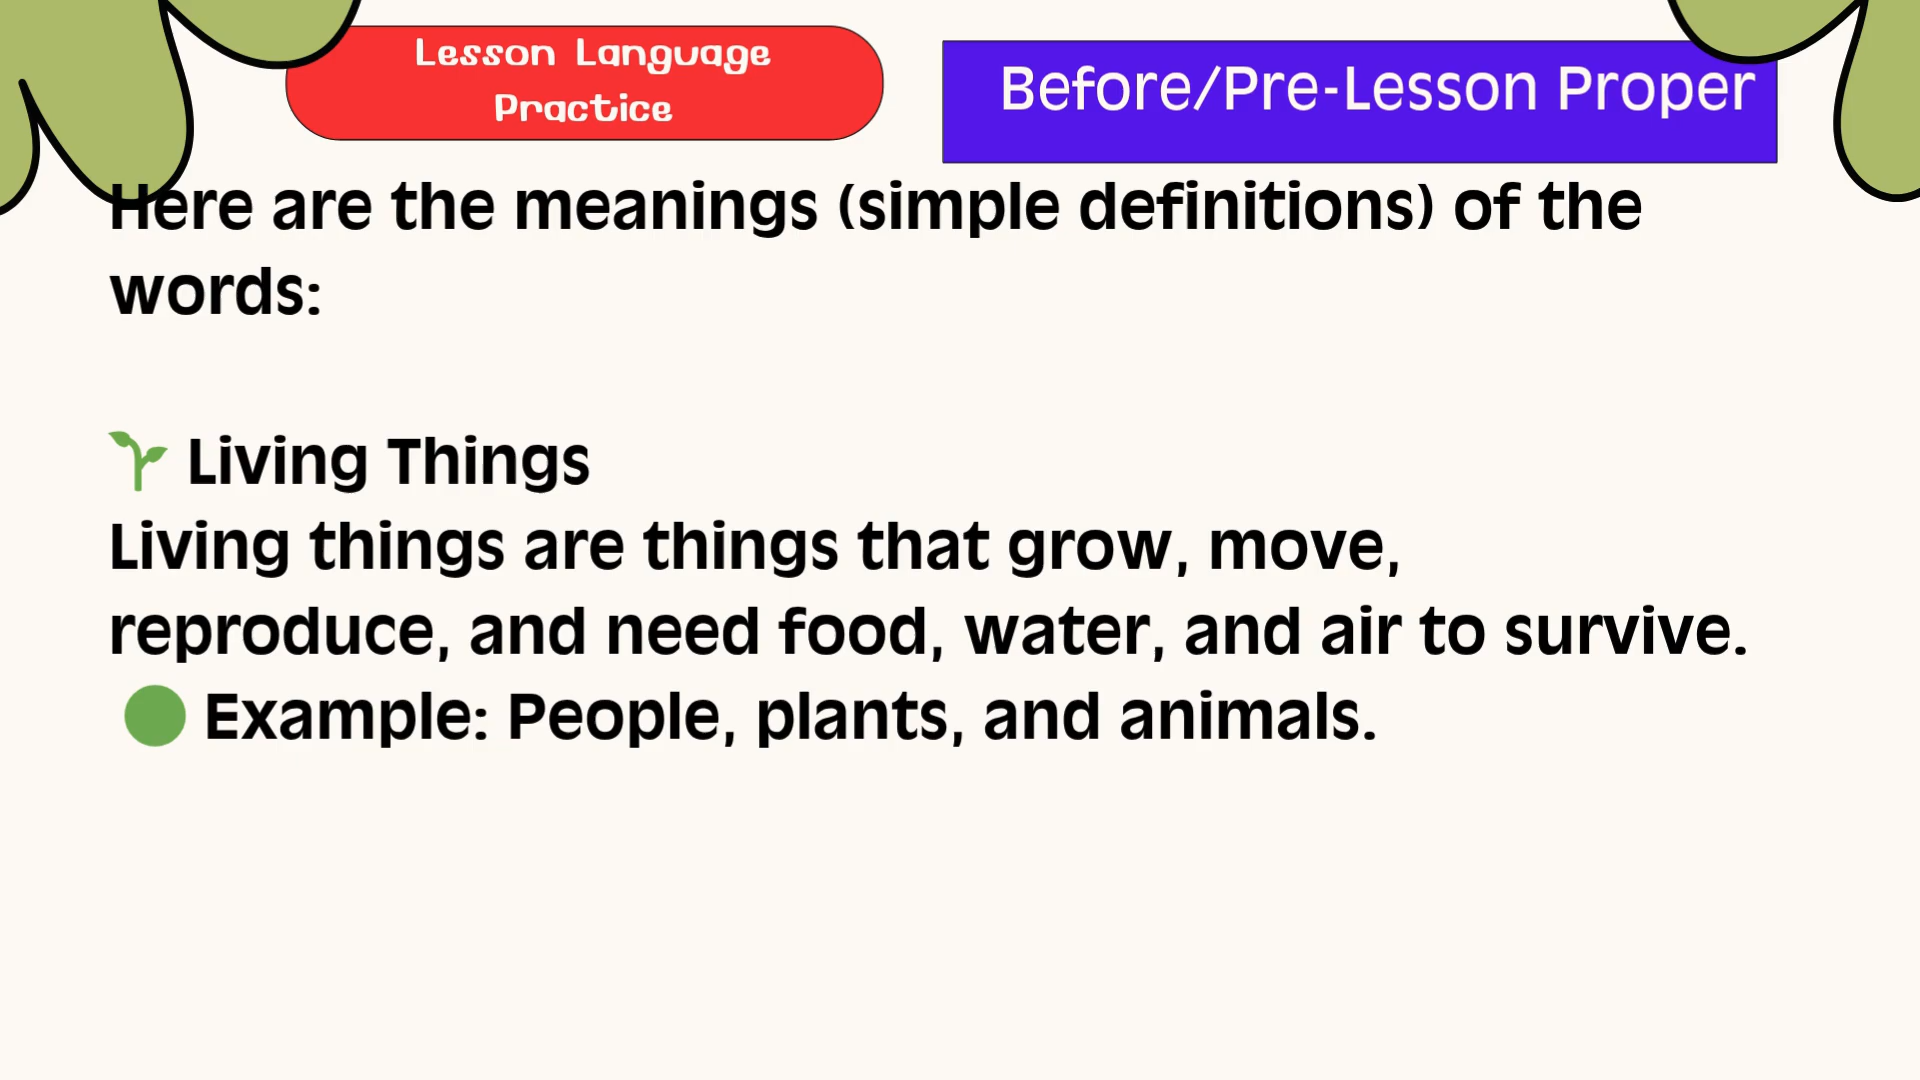 Lesson Language
Practice
Before/Pre-Lesson Proper
Here are the meanings (simple definitions) of the
words:
Living Things
Living things are things that grow, move,
reproduce, and need food, water, and air to survive.
Example: People, plants, and animals.